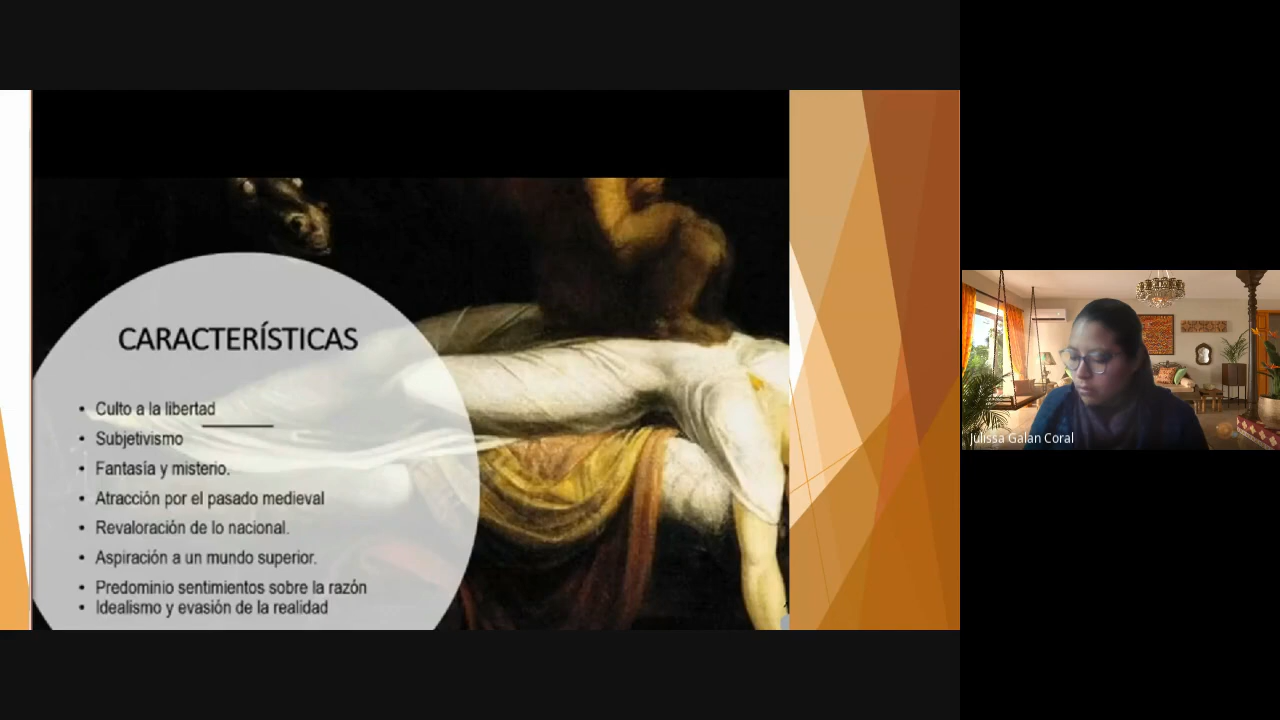 CARACTERÍSTICAS
• Culto a la libertad
• Subjetivismo
• Fantasía y misterio.
• Atracción por el pasado medieval
• Revaloración de lo nacional.
• Aspiración a un mundo superior.
• Predominio sentimientos sobre la razón
• Idealismo y evasión de la realidad
Julissa Galan Coral